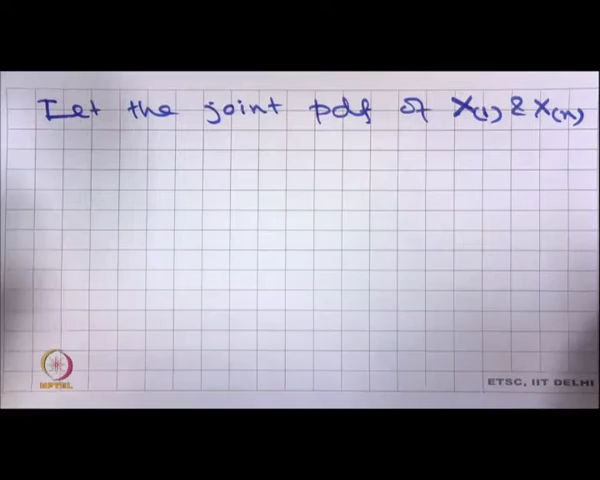 Let the joint pdf of X(1) & X(n)
NPTEL
ETSC, IIT DELHI